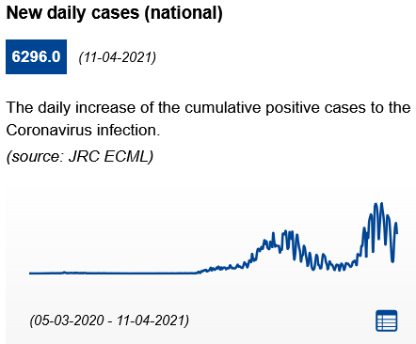 New daily cases (national)
6296.0 (11-04-2021)
The daily increase of the cumulative positive cases to the
Coronavirus infection.
(source: JRC ECML)
(05-03-2020 - 11-04-2021)